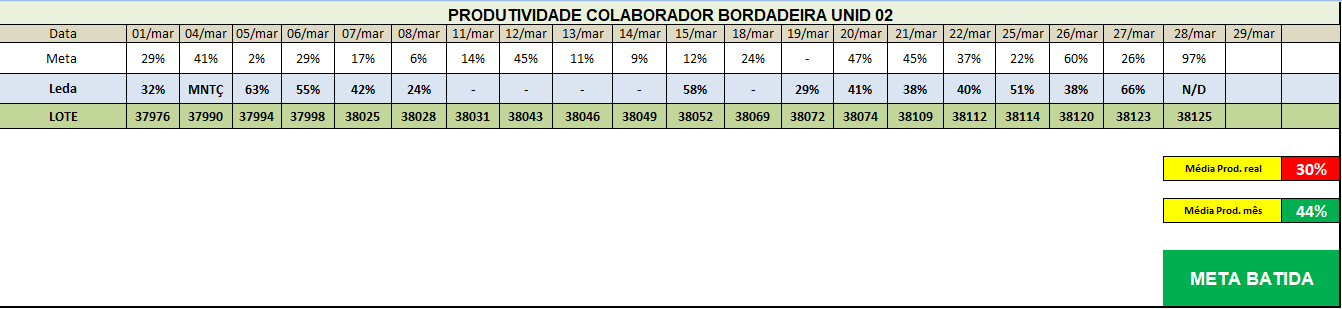 PRODUTIVIDADE COLABORADOR BORDADEIRA UNID 02
Data 01/mar 04/mar 05/mar 06/mar 07/mar 08/mar 11/mar 12/mar 13/mar 14/mar 15/mar 18/mar 19/mar 20/mar 21/mar 22/mar 25/mar 26/mar 27/mar 28/mar 29/mar
Meta 29% 41% 2% 29% 17% 6% 14% 45% 11% 9% 12% 24% - 47% 45% 37% 22% 60% 26% 97%
Leda 32% MNTÇ 63% 55% 42% 24% - - - - 58% - 29% 41% 38% 40% 51% 38% 66% N/D
LOTE 37976 37990 37994 37998 38025 38028 38031 38043 38046 38049 38052 38069 38072 38074 38109 38112 38114 38120 38123 38125
Média Prod. real 30%
Média Prod. mês 44%
META BATIDA